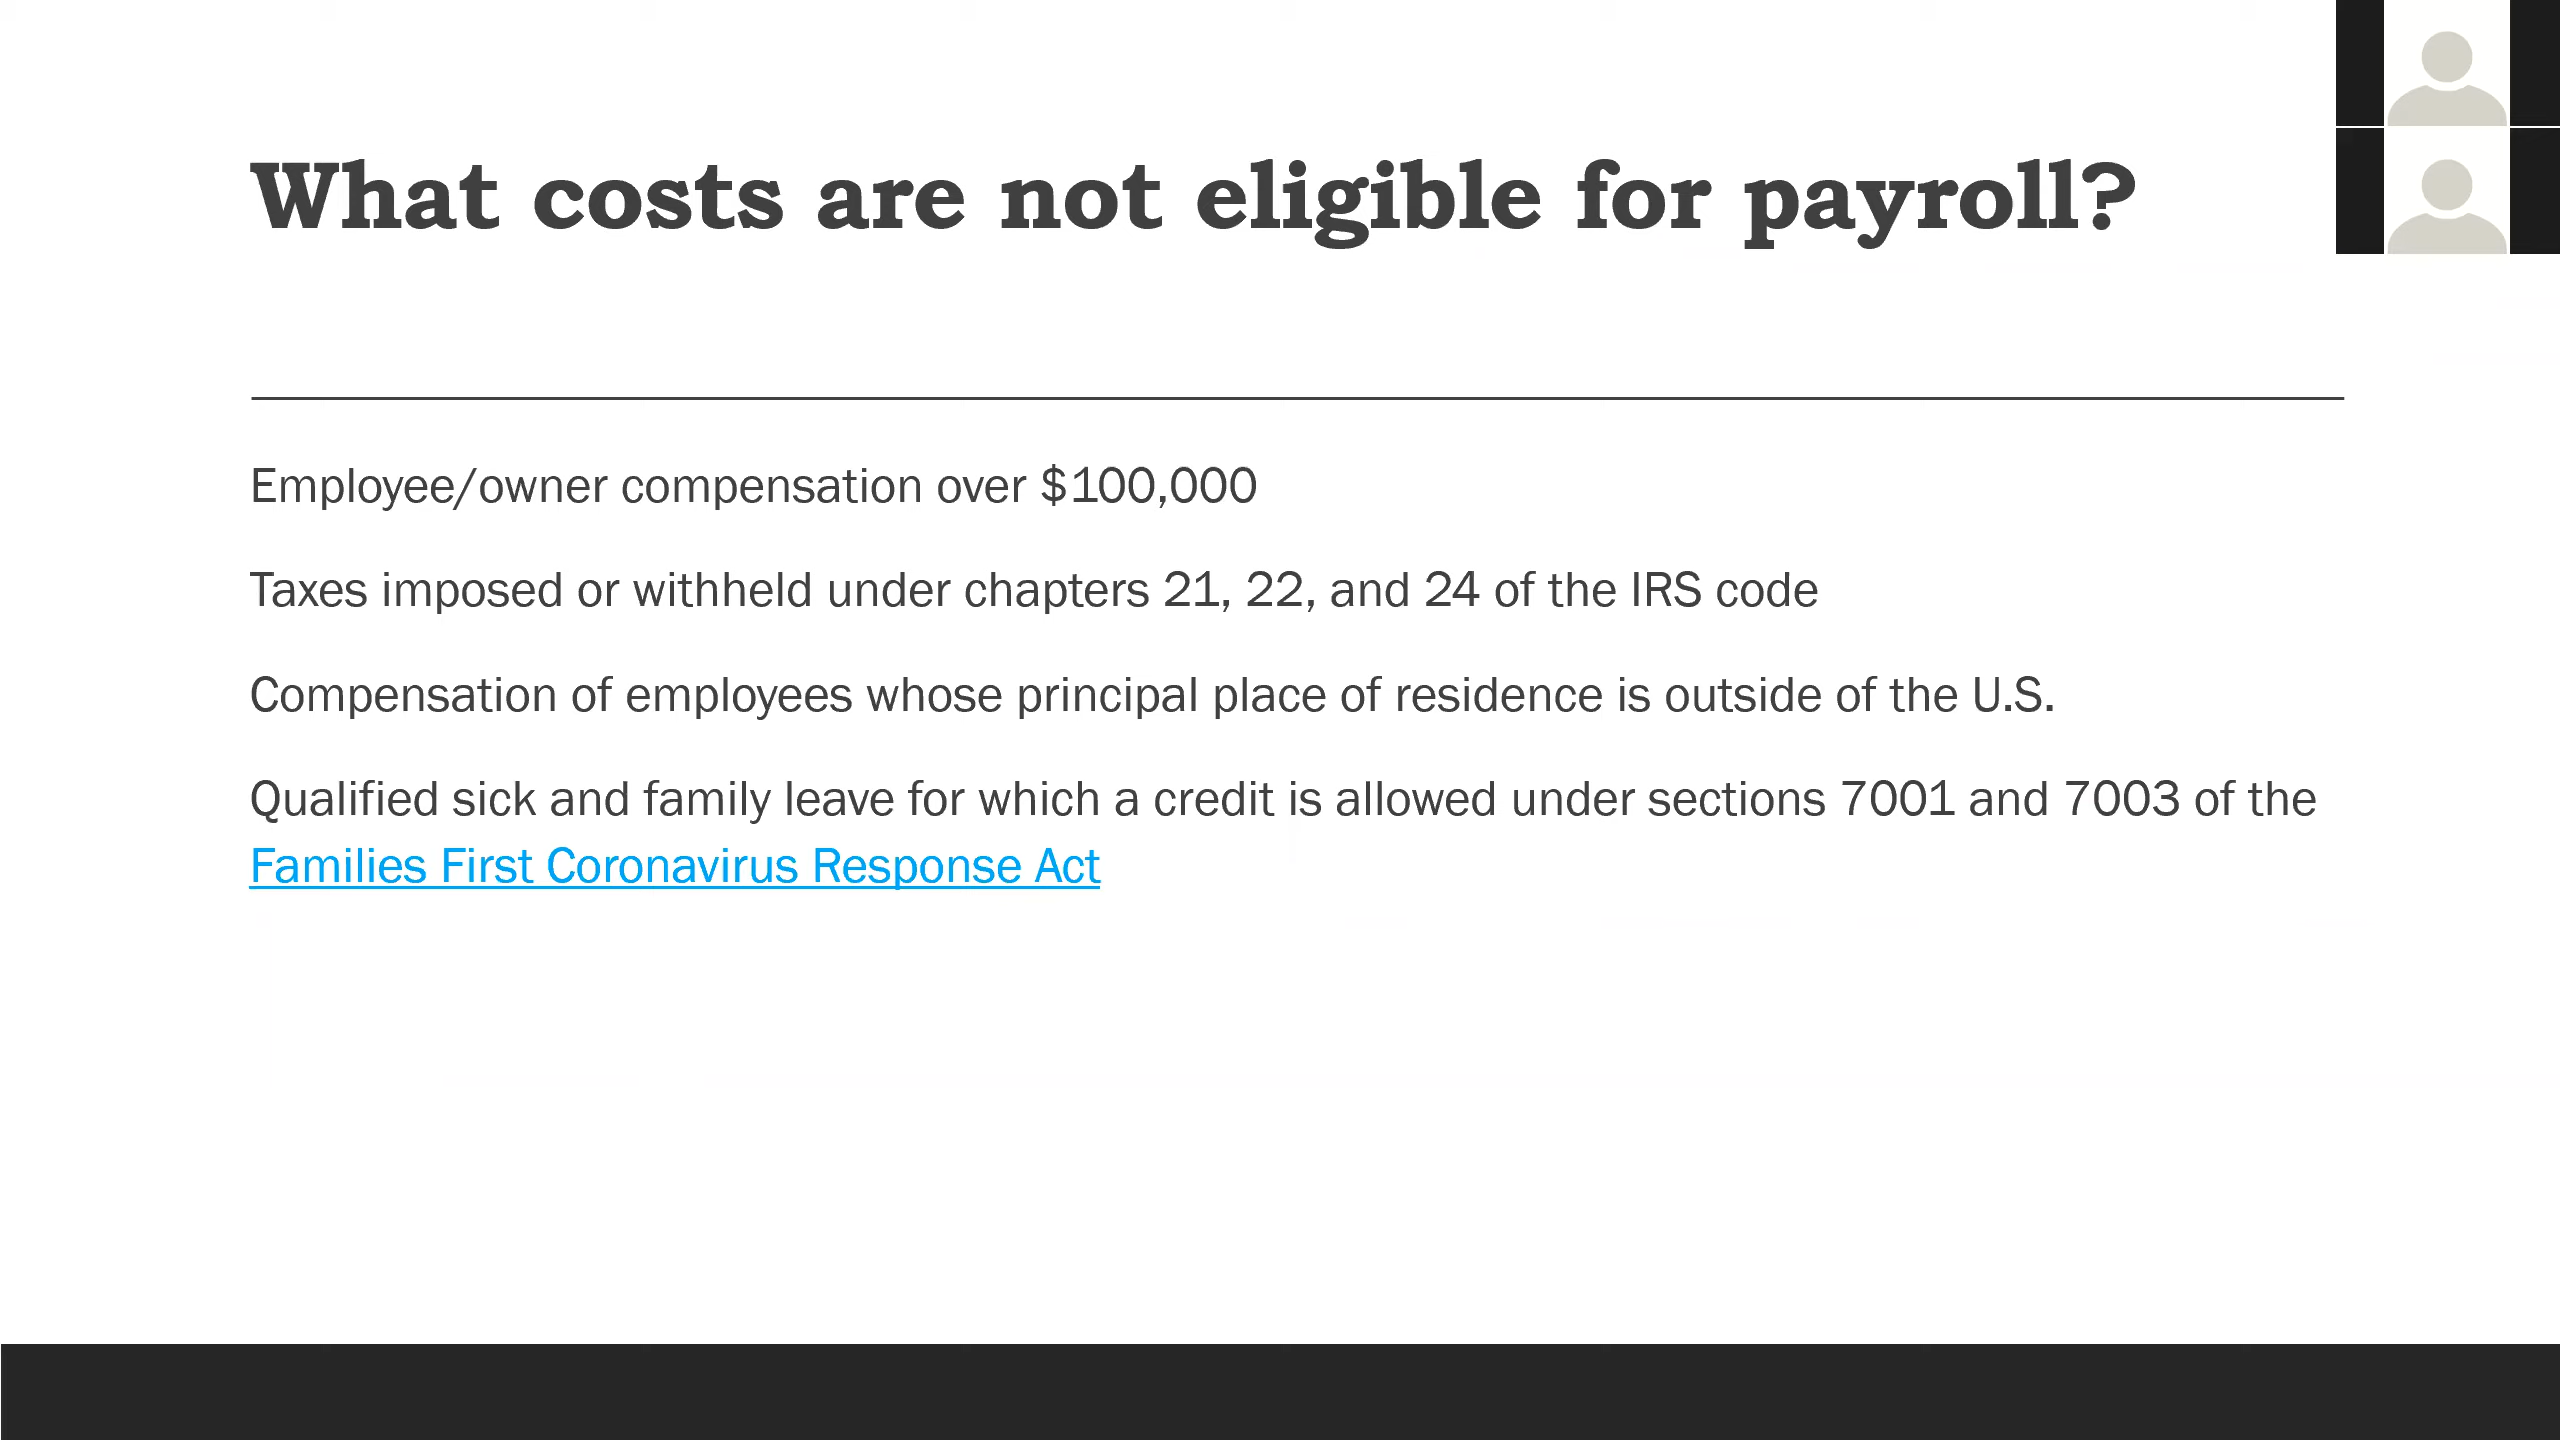 What costs are not eligible for payroll?
Employee/owner compensation over $100,000
Taxes imposed or withheld under chapters 21, 22, and 24 of the IRS code
Compensation of employees whose principal place of residence is outside of the U.S.
Qualified sick and family leave for which a credit is allowed under sections 7001 and 7003 of the
Families First Coronavirus Response Act